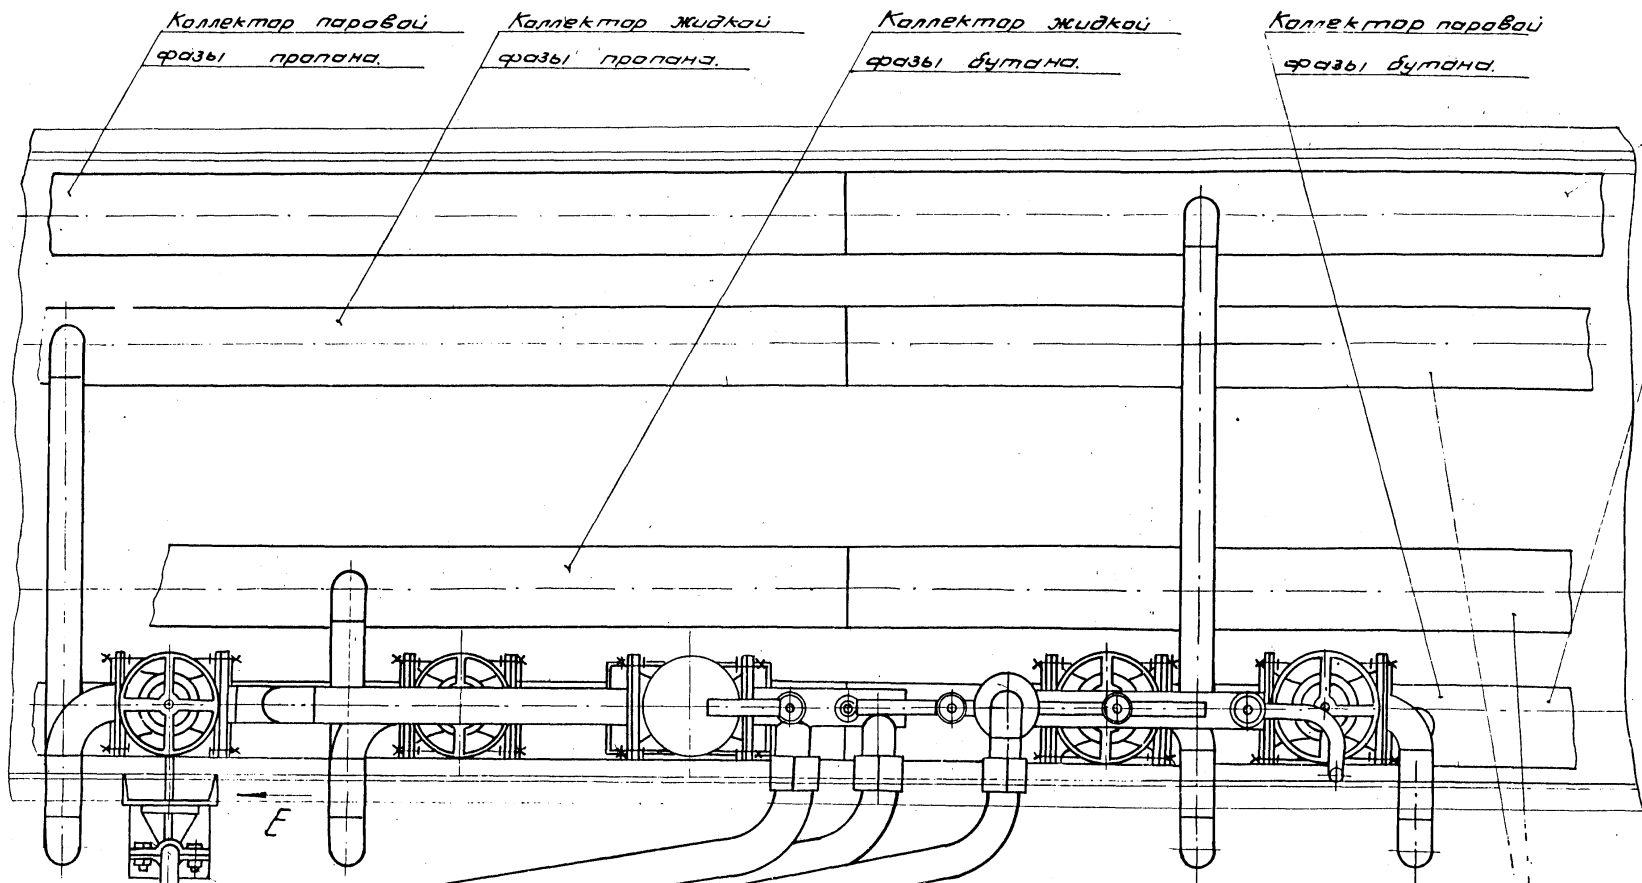 Коллектор паровой
фазы пропана.
Коллектор жидкой
фазы пропана.
Коллектор жидкой
фазы бутана.
Коллектор паровой
фазы бутана.
Е